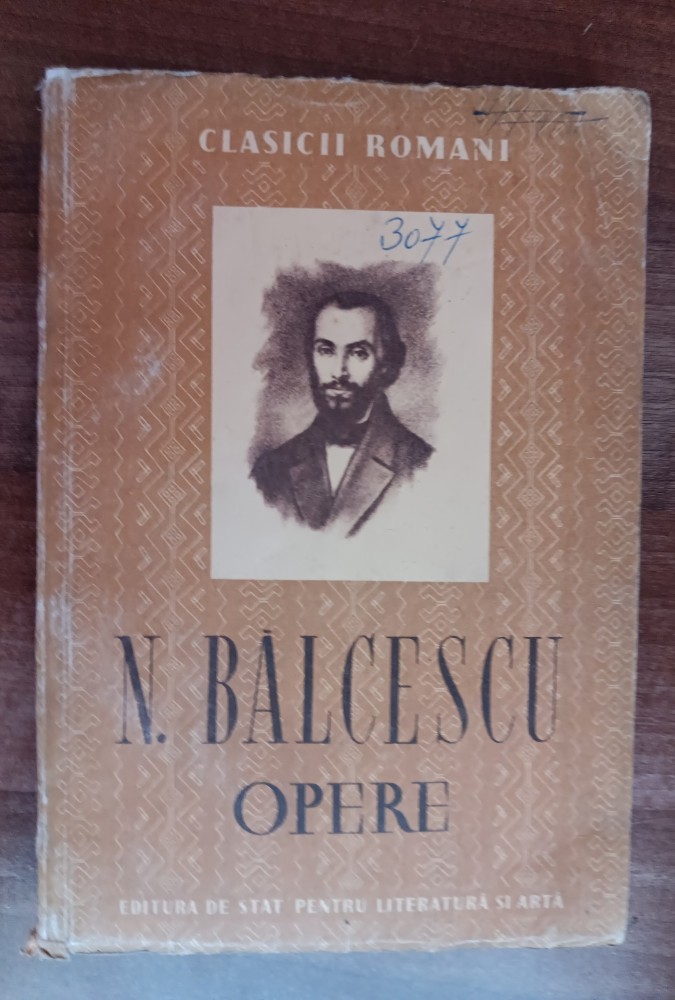 CLASICII ROMANI
3077
N. BĂLCESCU
OPERE
EDITURA DE STAT PENTRU LITERATURĂ ȘI ARTĂ